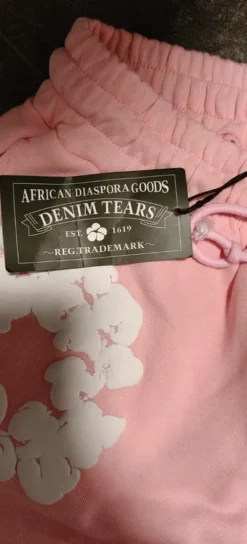 AFRICAN DIASPORA GOODS
DENIM TEARS
EST. 1619
~REG.TRADEMARK~